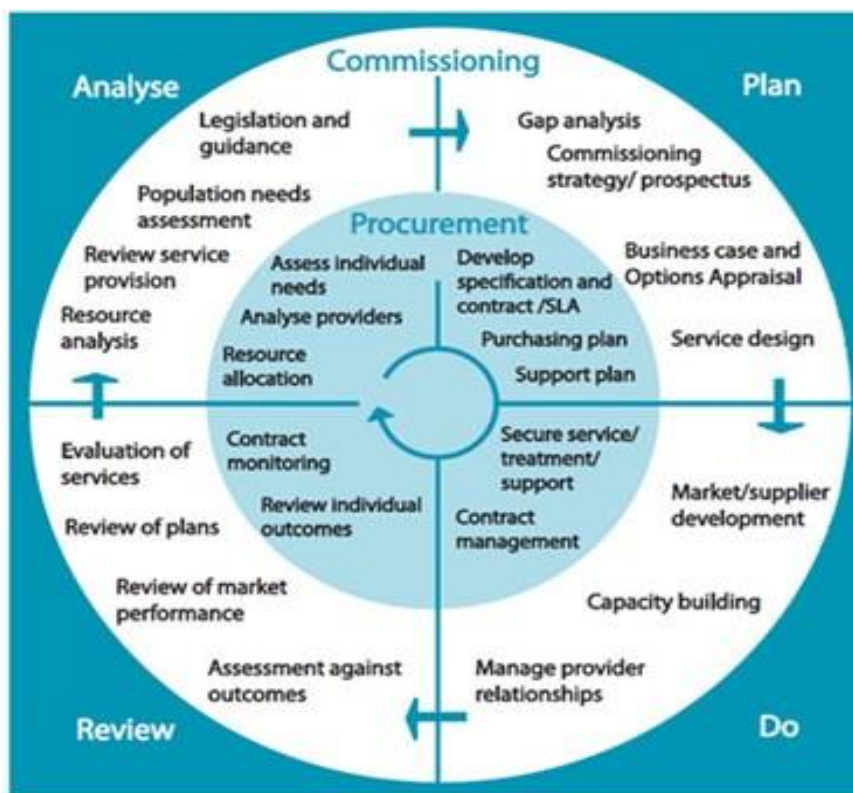 Commissioning
Analyse
Legislation and
guidance
Population needs
assessment
Review service
provision
Resource
analysis
Plan
Gap analysis
Commissioning
strategy/ prospectus
Business case and
Options Appraisal
Service design
Procurement
Assess individual
needs
Analyse providers
Resource
allocation
Develop
specification and
contract /SLA
Purchasing plan
Support plan
Contract
monitoring
Review individual
outcomes
Secure service/
treatment/
support
Contract
management
Evaluation of
services
Review of plans
Review of market
performance
Assessment against
outcomes
Review
Market/supplier
development
Capacity building
Manage provider
relationships
Do